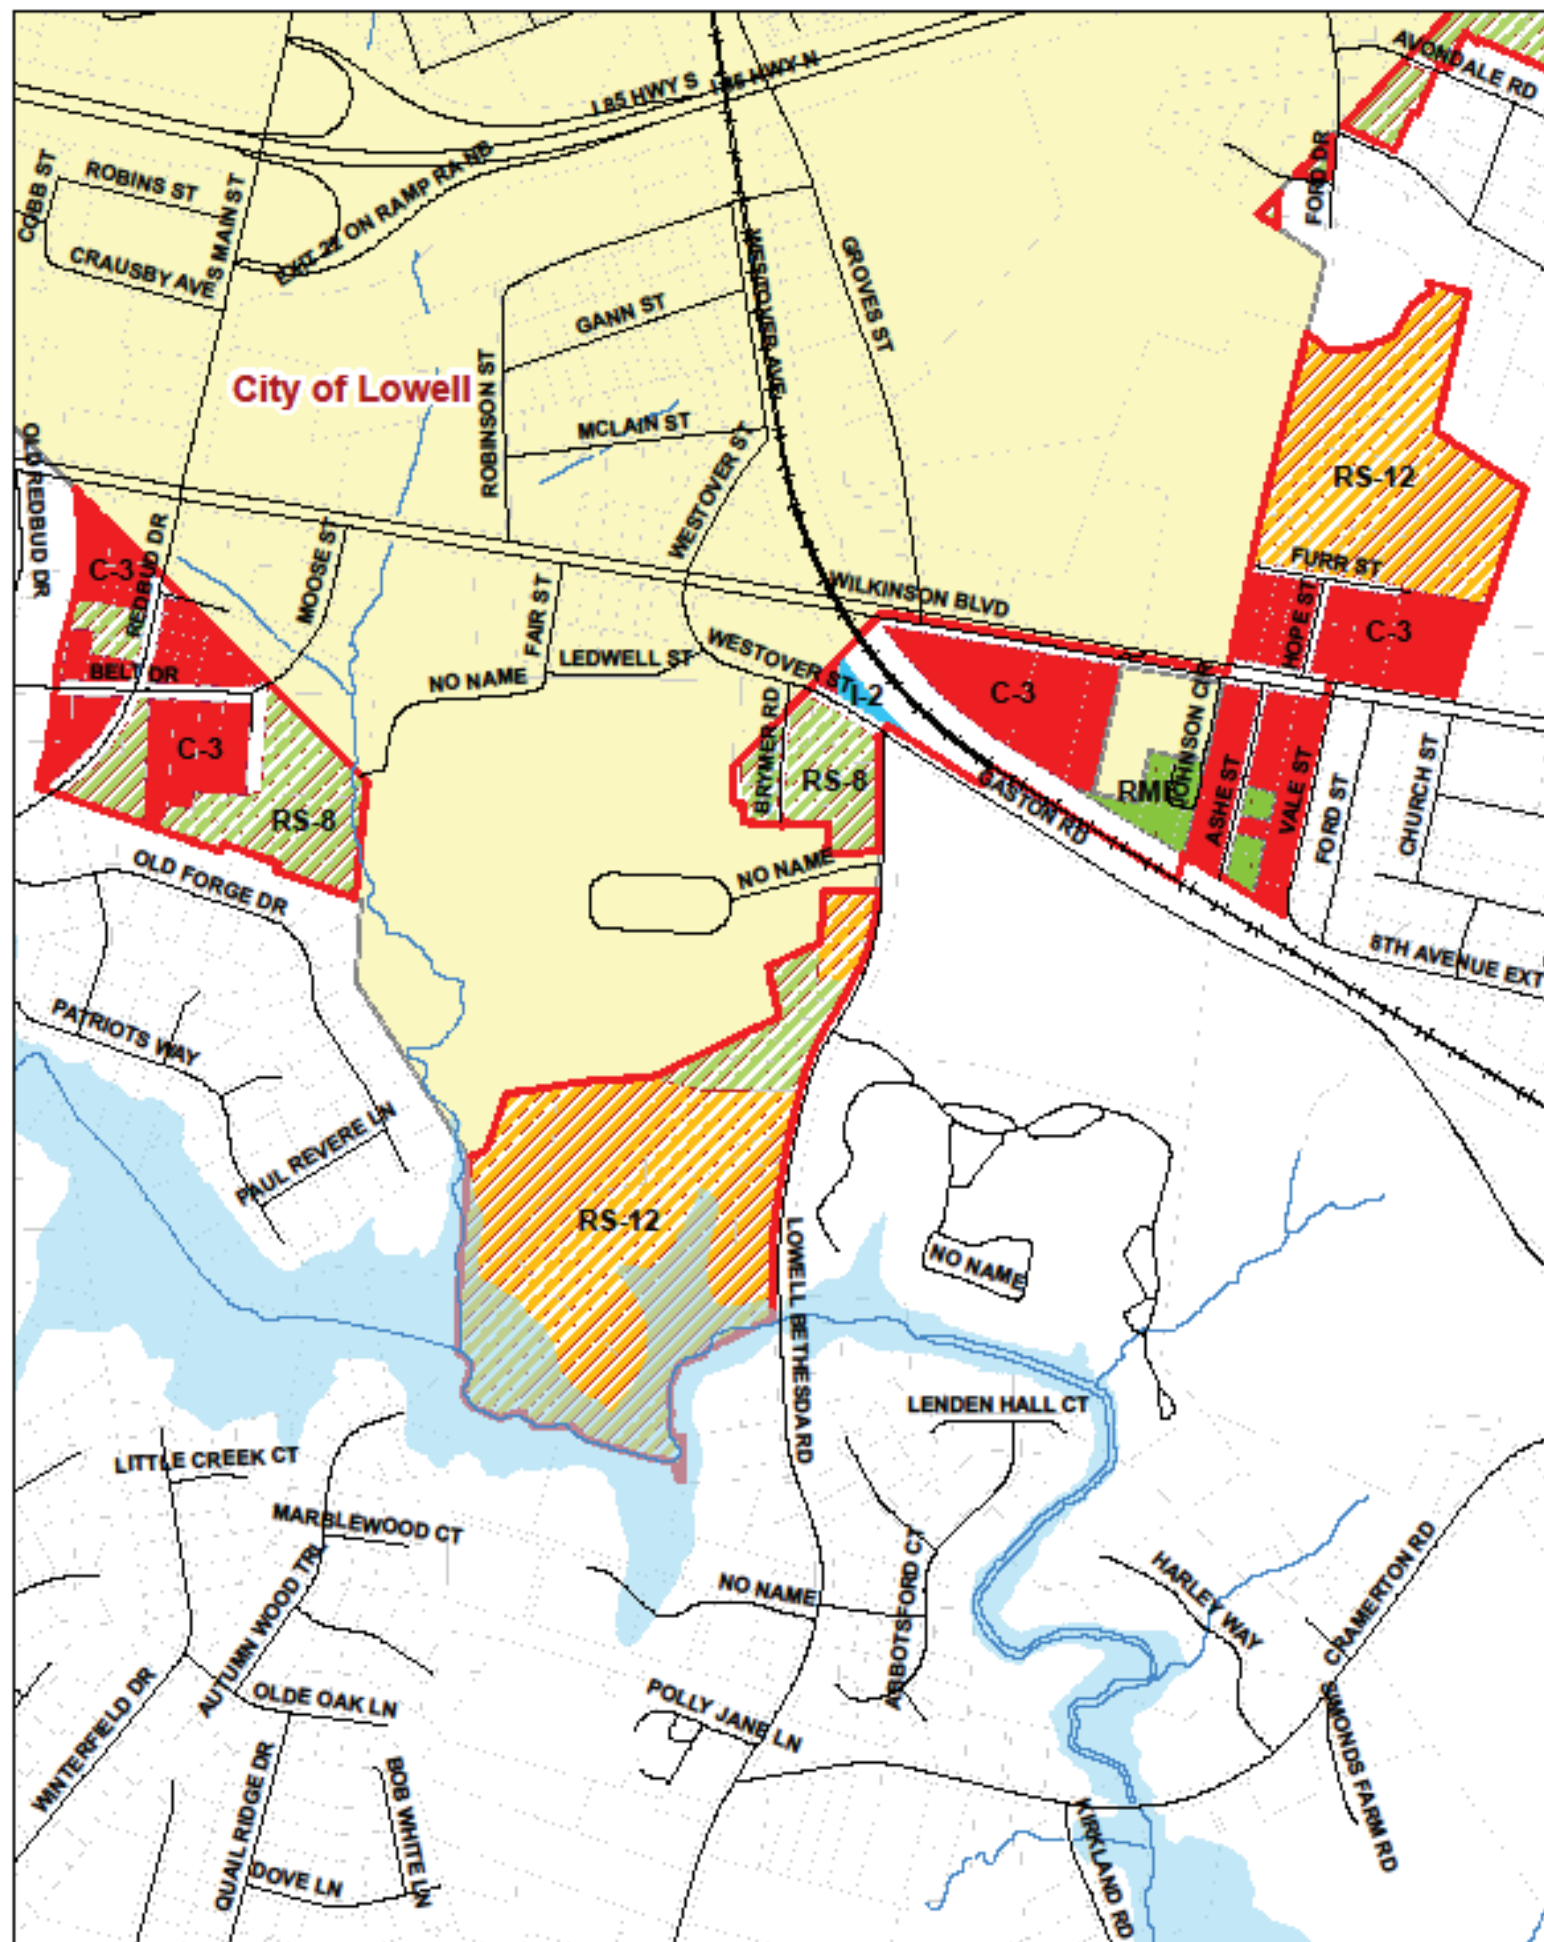 AVONDALE RD
I 85 HWY S
I 85 HWY N
FORD DR
COBB ST
ROBINS ST
S MAIN ST
EXIT 22 ON RAMP RA NB
CRAUSBY AVE
WESTOVER AVE
GROVES ST
GANN ST
City of Lowell
ROBINSON ST
MCLAIN ST
OLD REDBUD DR
WESTOVER ST
RS-12
C-3
REDBUD DR
MOOSE ST
FAIR ST
WILKINSON BLVD
FURR ST
HOPE ST
C-3
BELT DR
NO NAME
LEDWELL ST
WESTOVER ST
I-2
C-3
JOHNSON CIR
C-3
BRYMER RD
RS-8
GASTON RD
RMF
ASHE ST
VALE ST
FORD ST
CHURCH ST
RS-8
OLD FORGE DR
NO NAME
8TH AVENUE EXT
PATRIOTS WAY
PAUL REVERE LN
RS-12
LOWELL BETHESDA RD
NO NAME
LENDEN HALL CT
LITTLE CREEK CT
MARBLEWOOD CT
AUTUMN WOOD TRL
NO NAME
ABBOTSFORD CT
HARLEY WAY
CRAMERTON RD
WINTERFIELD DR
OLDE OAK LN
POLLY JANE LN
SIMONDS FARM RD
QUAIL RIDGE DR
BOB WHITE LN
DOVE LN
KIRKLAND RD